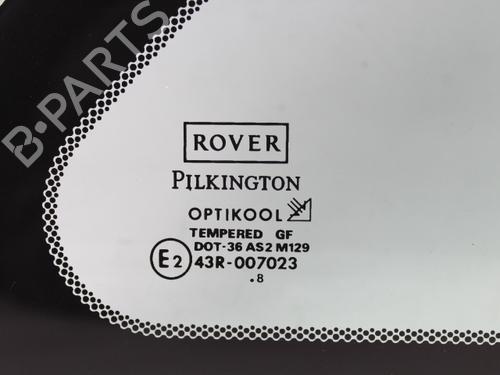 B-PARTS
ROVER
PILKINGTON
OPTIKOOL
TEMPERED GF
DOT-36 AS2 M129
E2 43R-007023
.8